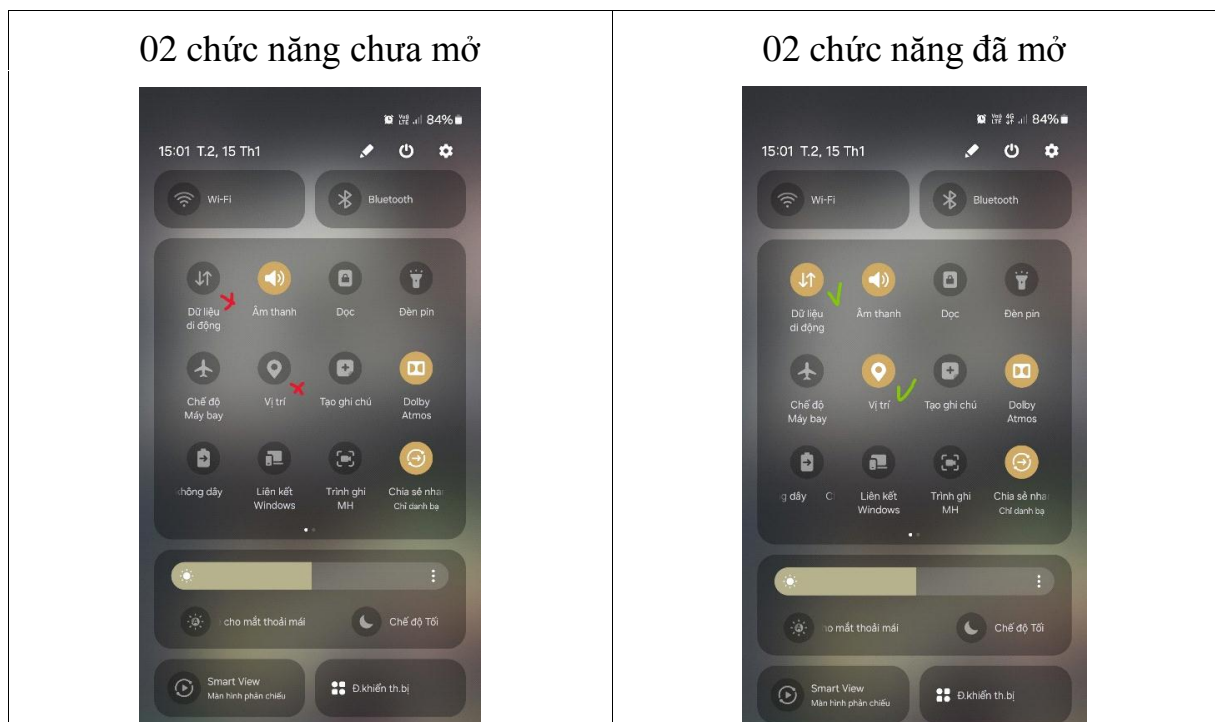 02 chức năng chưa mở
84%
15:01 T.2, 15 Th1
Wi-Fi
Bluetooth
Dữ liệu
di động
Âm thanh
Dọc
Đèn pin
Chế độ
Máy bay
Vị trí
Tạo ghi chú
Dolby
Atmos
không dây
Liên kết
Windows
Trình ghi
MH
Chia sẻ nha
Chỉ danh bạ
cho mắt thoải mái
Chế độ Tối
Smart View
Màn hình phản chiếu
Đ.khiển th.bị
02 chức năng đã mở
4G
84%
15:01 T.2, 15 Th1
Wi-Fi
Bluetooth
Dữ liệu
di động
Âm thanh
Dọc
Đèn pin
Chế độ
Máy bay
Vị trí
Tạo ghi chú
Dolby
Atmos
g dây C
Liên kết
Windows
Trình ghi
MH
Chia sẻ nha
Chỉ danh bạ
o mắt thoải mái
Chế độ Tối
Smart View
Màn hình phản chiếu
Đ.khiển th.bị